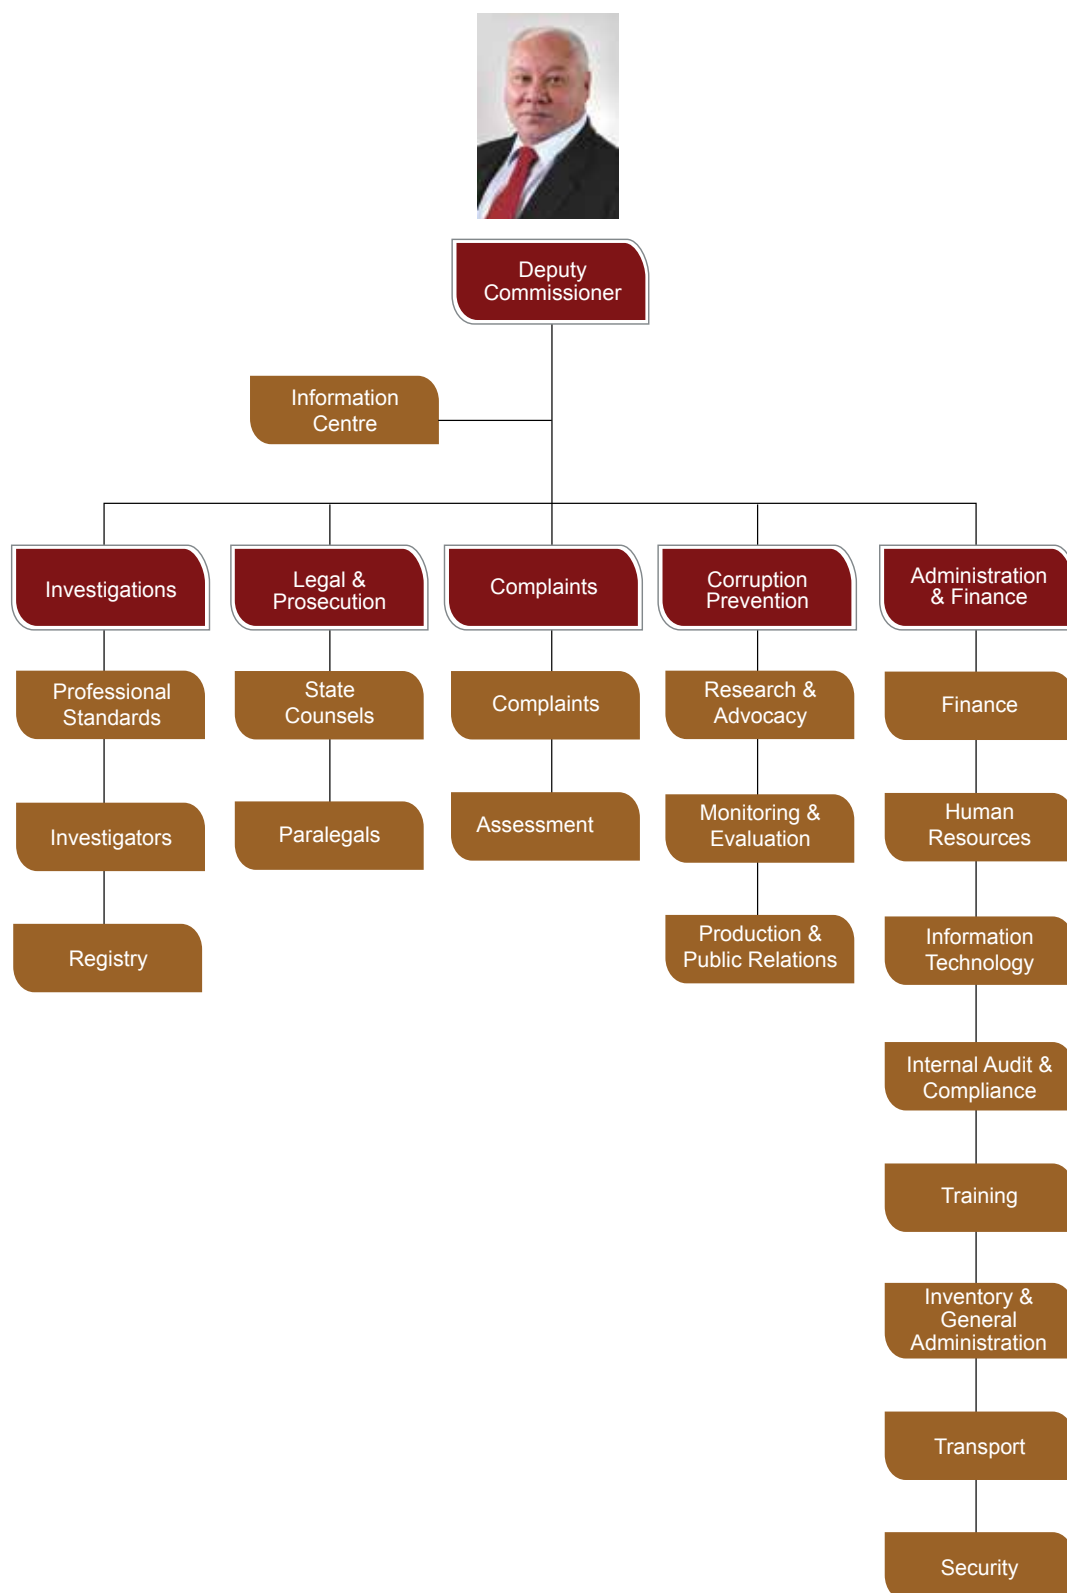 Deputy
Commissioner
Information
Centre
Investigations
Legal &
Prosecution
Complaints
Corruption
Prevention
Administration
& Finance
Professional
Standards
State
Counsels
Complaints
Research &
Advocacy
Finance
Investigators
Paralegals
Assessment
Monitoring &
Evaluation
Human
Resources
Registry
Production &
Public Relations
Information
Technology
Internal Audit &
Compliance
Training
Inventory &
General
Administration
Transport
Security